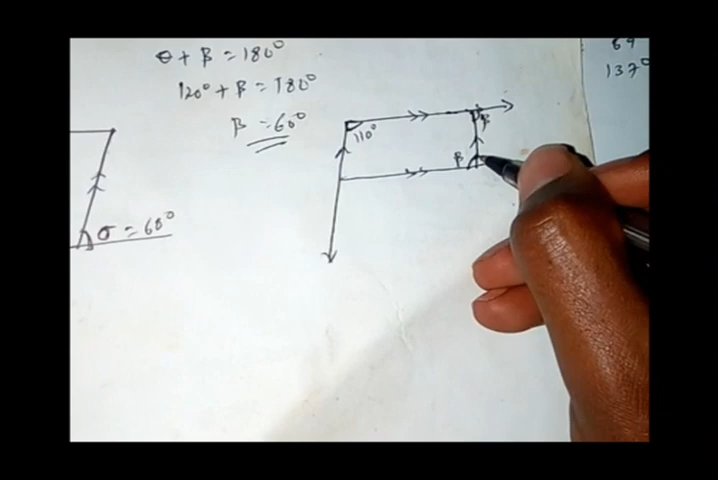 θ + β = 180°
120° + β = 180°
β = 60°
σ = 60°
110°
β
β
137°